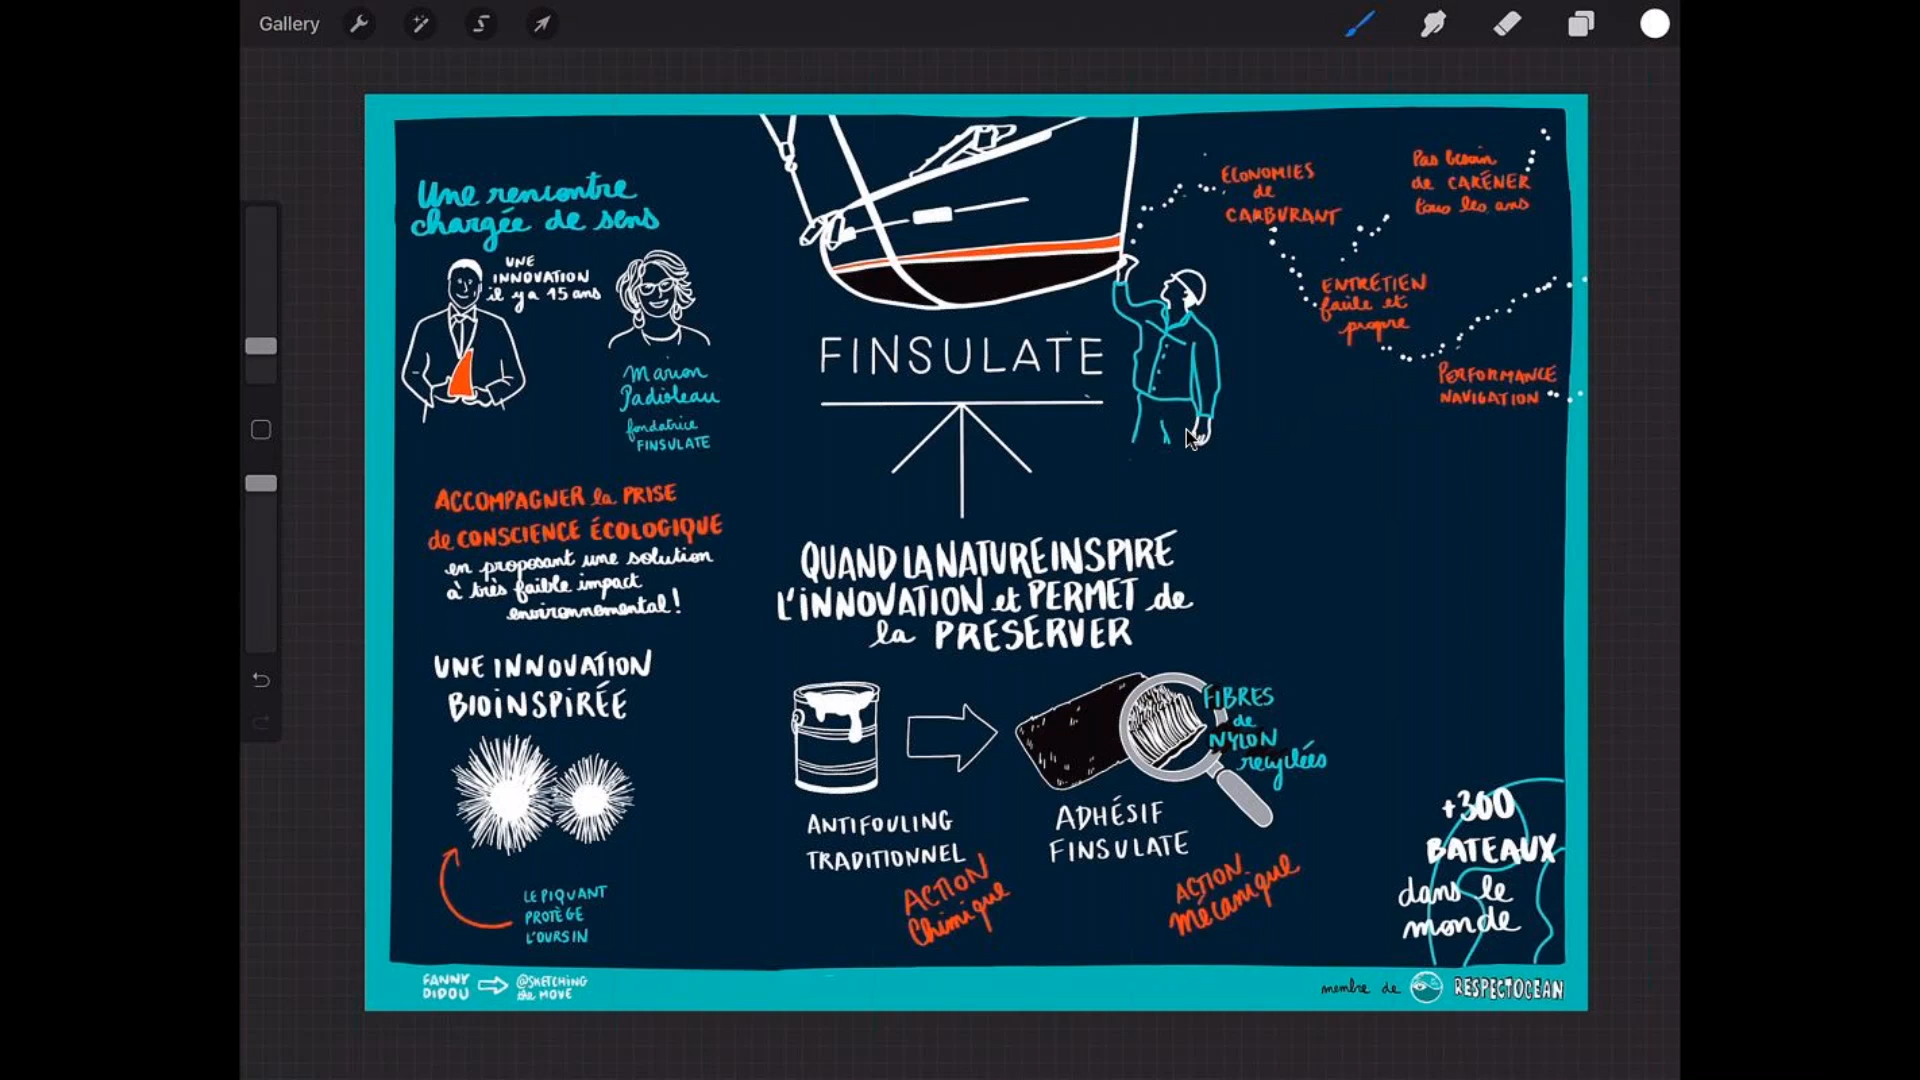 Gallery
Une rencontre
chargée de sens
UNE
INNOVATION
il y a 15 ans
Marion
Padioleau
fondatrice
FINSULATE
ACCOMPAGNER la PRISE
de CONSCIENCE ÉCOLOGIQUE
en proposant une solution
à très faible impact
environnemental !
UNE INNOVATION
BIOINSPIRÉE
LE PIQUANT
PROTÈGE
L'OURSIN
FINSULATE
QUAND LA NATURE INSPIRE
L'INNOVATION et PERMET de
la PRESERVER
ANTIFOULING
TRADITIONNEL
ACTION
Chimique
FIBRES
de
NYLON
recyclées
ADHÉSIF
FINSULATE
ACTION
Mécanique
ECONOMIES
de
CARBURANT
Pas besoin
de CARÉNER
tous les ans
ENTRETIEN
facile et
propre
PERFORMANCE
NAVIGATION
+300
BATEAUX
dans le
monde
FANNY
DIDOU
@SKETCHING
the MOVE
membre de
RESPECTOCEAN